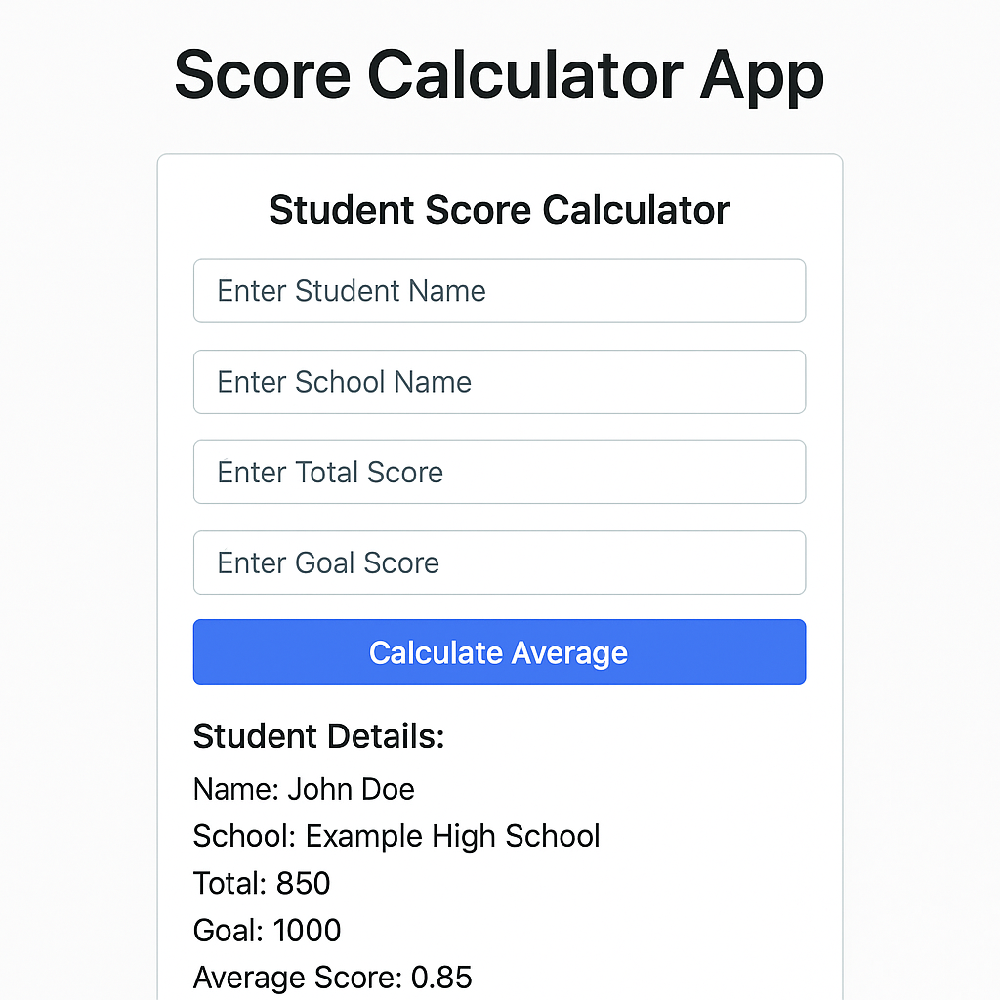 Score Calculator App
Student Score Calculator
Enter Student Name
Enter School Name
Enter Total Score
Enter Goal Score
Calculate Average
Student Details:
Name: John Doe
School: Example High School
Total: 850
Goal: 1000
Average Score: 0.85